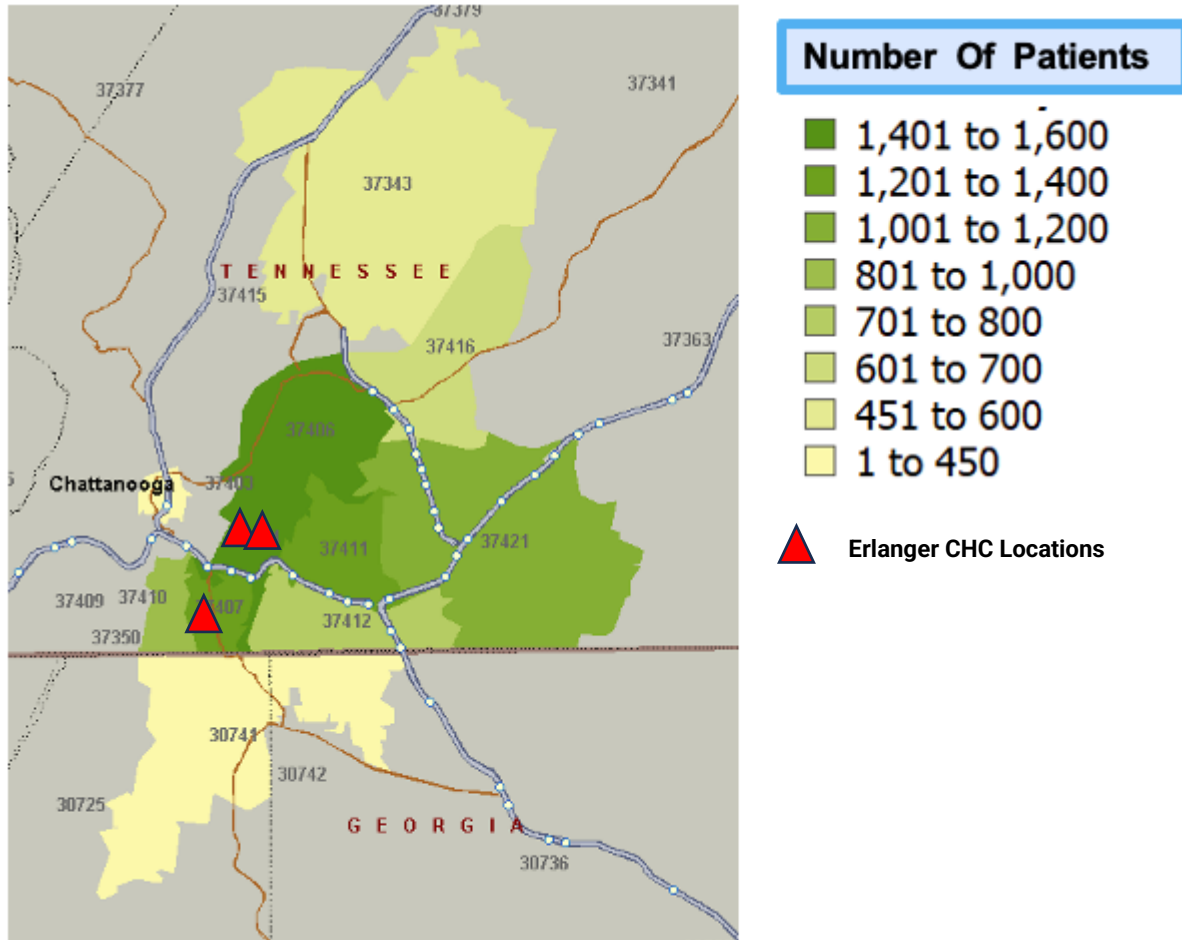 37379
37377
37341
37343
TENNESSEE
37415
37416
37363
37406
Chattanooga
37403
37411
37421
37409
37410
37407
37412
37350
30741
30742
30725
GEORGIA
30736
Number Of Patients
1,401 to 1,600
1,201 to 1,400
1,001 to 1,200
801 to 1,000
701 to 800
601 to 700
451 to 600
1 to 450
Erlanger CHC Locations